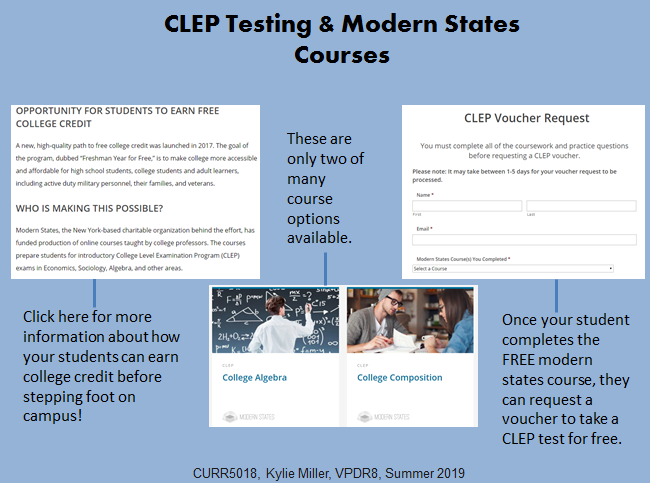 CLEP Testing & Modern States
Courses
OPPORTUNITY FOR STUDENTS TO EARN FREE
COLLEGE CREDIT
A new, high-quality path to free college credit was launched in 2017. The goal of
the program, dubbed "Freshman Year for Free," is to make college more accessible
and affordable for high school students, college students and adult learners,
including active duty military personnel, their families, and veterans.
WHO IS MAKING THIS POSSIBLE?
Modern States, the New York-based charitable organization behind the effort, has
funded production of online courses taught by college professors. The courses
prepare students for introductory College Level Examination Program (CLEP)
exams in Economics, Sociology, Algebra, and other areas.
These are
only two of
many
course
options
available.
CLEP Voucher Request
You must complete all of the coursework and practice questions
before requesting a CLEP voucher.
Please note: It may take between 1-5 days for your voucher request to be
processed.
Name *
First Last
Email *
Modern States Course(s) You Completed *
Select a Course
Click here for more
information about how
your students can earn
college credit before
stepping foot on
campus!
CLEP
College Algebra
MODERN STATES
CLEP
College Composition
MODERN STATES
Once your student
completes the
FREE modern
states course, they
can request a
voucher to take a
CLEP test for free.
CURR5018, Kylie Miller, VPDR8, Summer 2019